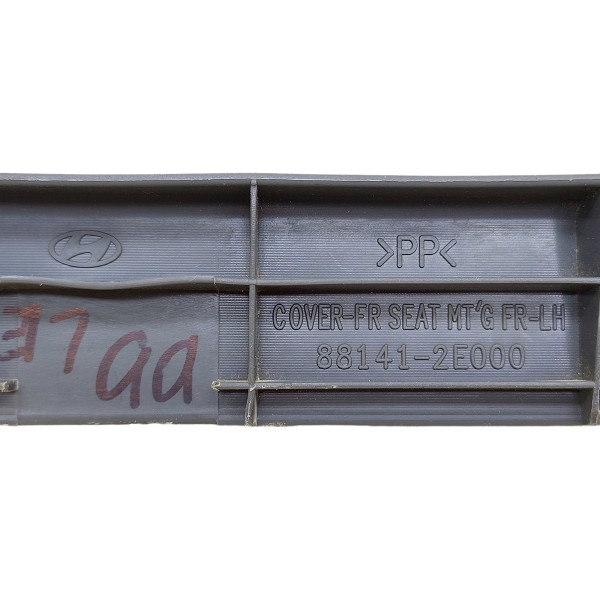 >PP<
COVER-FR SEAT MT'G FR-LH
88141-2E000